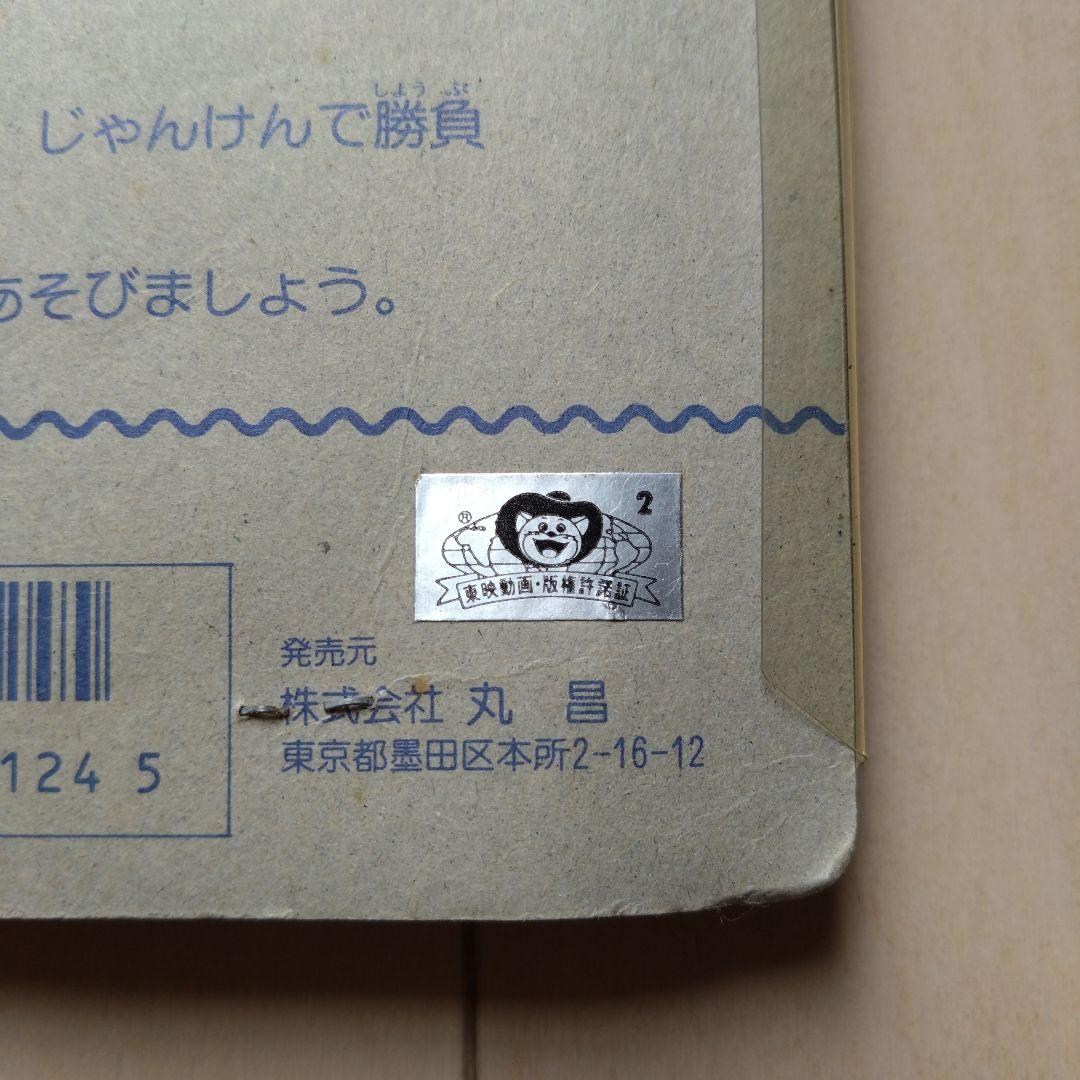 しょうぶ
じゃんけんで勝負
あそびましょう。
®
2
東映動画・版権許諾証
発売元
株式会社 丸 昌
東京都墨田区本所2-16-12
124 5